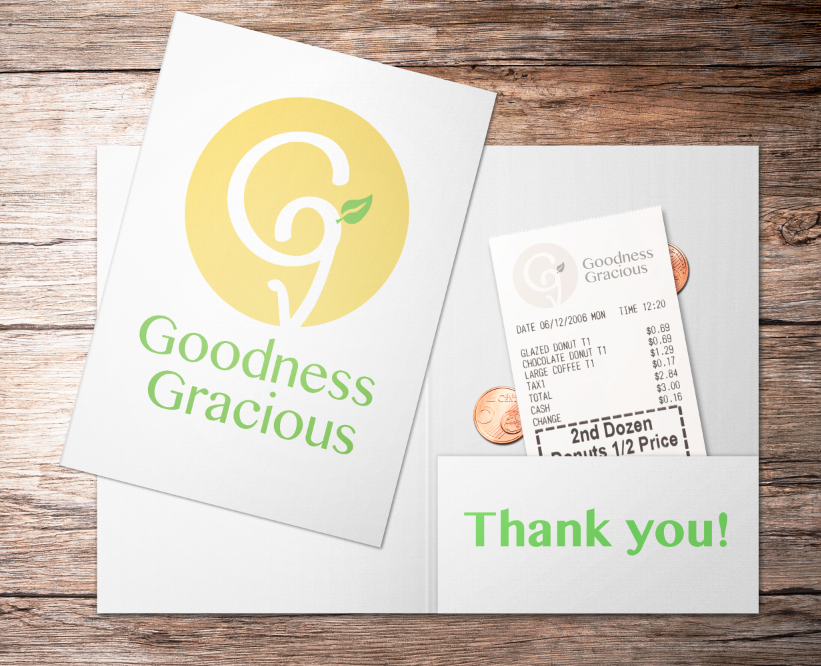 Goodness
Gracious
Goodness
Gracious
DATE 06/12/2006 MON TIME 12:20
GLAZED DONUT T1 $0.69
CHOCOLATE DONUT T1 $0.69
LARGE COFFEE T1 $1.29
TAX1 $0.17
TOTAL $2.84
CASH $3.00
CHANGE $0.16
2nd Dozen
Donuts 1/2 Price
Thank you!